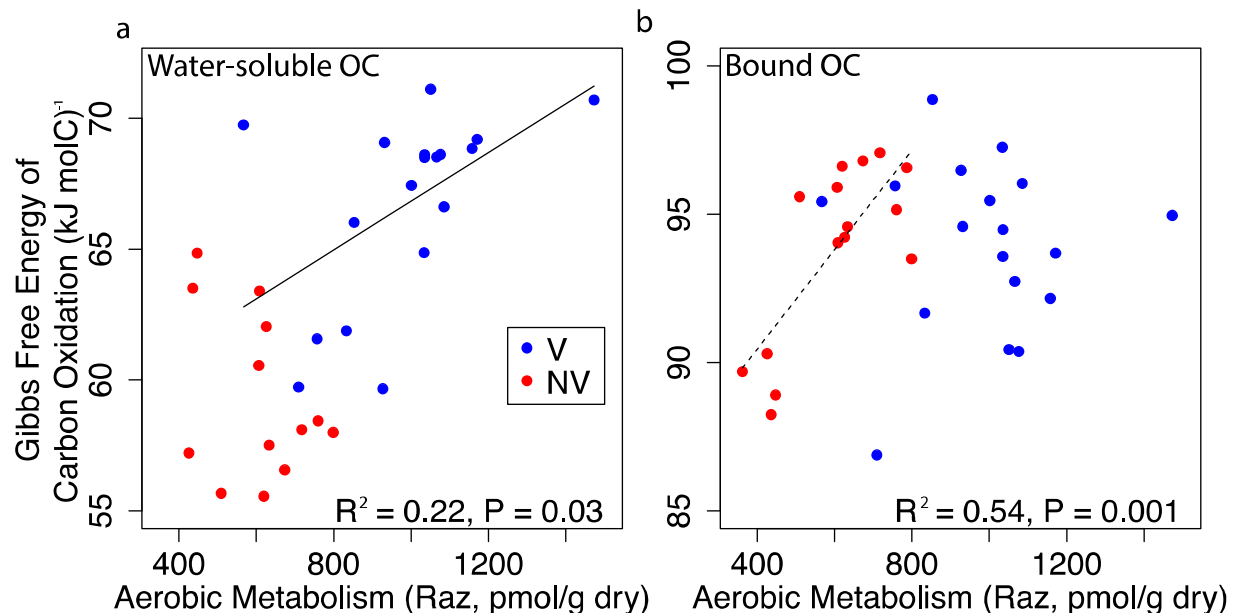 a
Water-soluble OC
Gibbs Free Energy of
Carbon Oxidation (kJ molC)⁻¹
70
65
60
55
V
NV
R² = 0.22, P = 0.03
400 800 1200
Aerobic Metabolism (Raz, pmol/g dry)
b
Bound OC
100
95
90
85
R² = 0.54, P = 0.001
400 800 1200
Aerobic Metabolism (Raz, pmol/g dry)